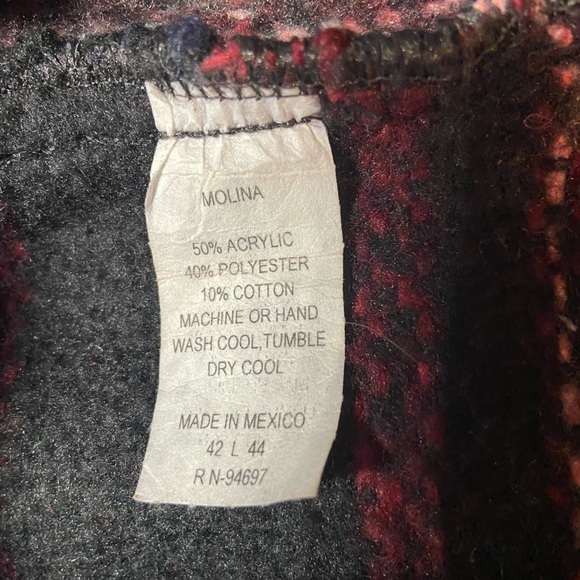 MOLINA
50% ACRYLIC
40% POLYESTER
10% COTTON
MACHINE OR HAND
WASH COOL,TUMBLE
DRY COOL
MADE IN MEXICO
42 L 44
R N-94697